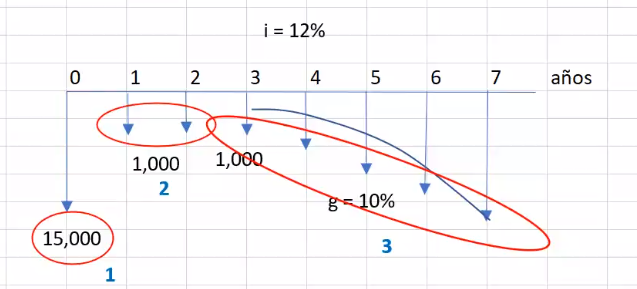 i = 12%
0 1 2 3 4 5 6 7 años
1,000 1,000
2
g = 10%
15,000
3
1